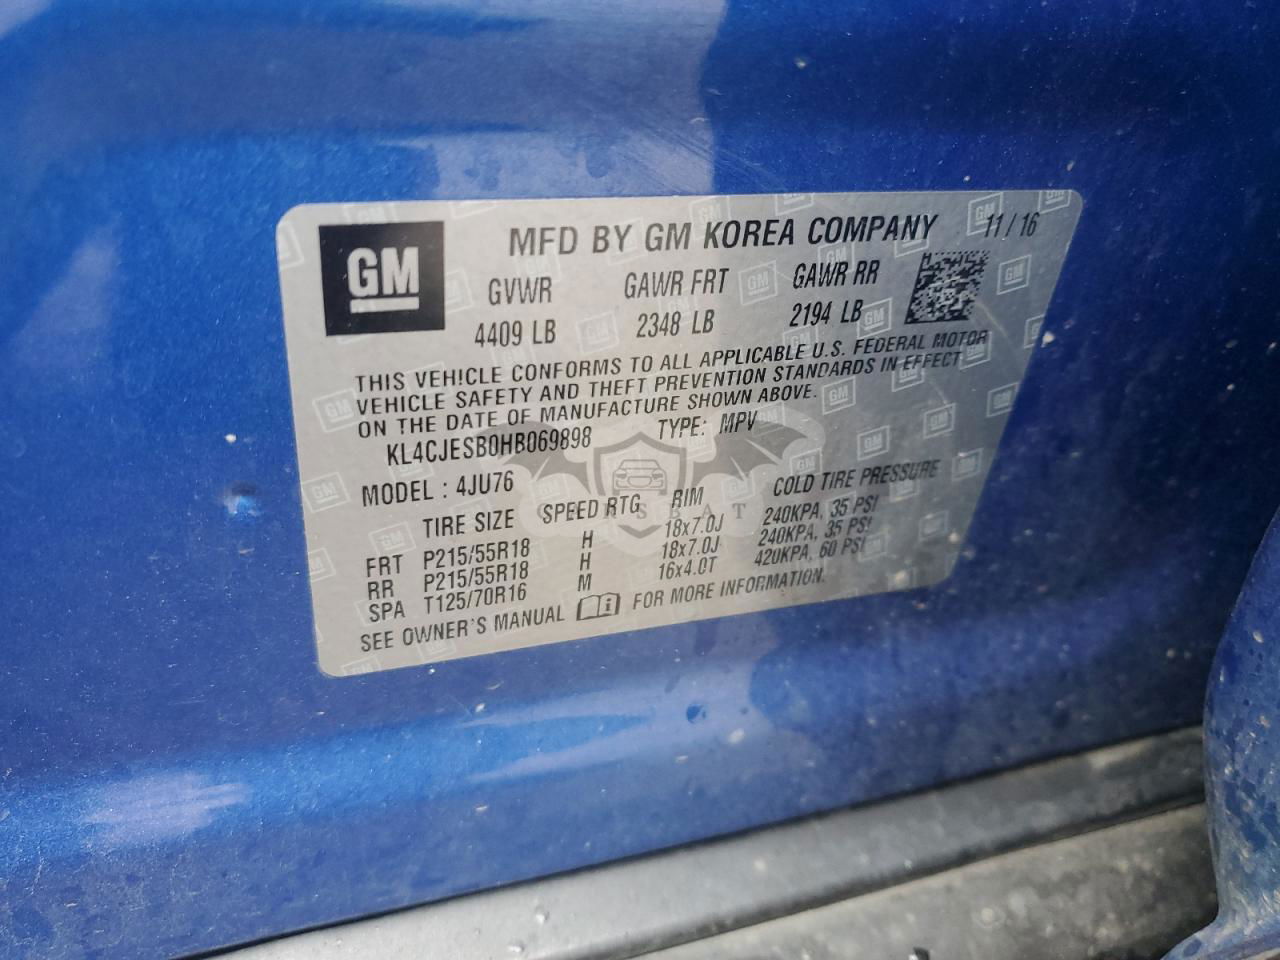 GM
MFD BY GM KOREA COMPANY 11/16
GVWR GAWR FRT GAWR RR
4409 LB 2348 LB 2194 LB
THIS VEHICLE CONFORMS TO ALL APPLICABLE U.S. FEDERAL MOTOR
VEHICLE SAFETY AND THEFT PREVENTION STANDARDS IN EFFECT
ON THE DATE OF MANUFACTURE SHOWN ABOVE.
KL4CJESB0HB069898 TYPE: MPV
MODEL : 4JU76
TIRE SIZE SPEED RTG RIM COLD TIRE PRESSURE
FRT P215/55R18 H 18x7.0J 240KPA, 35 PSI
RR P215/55R18 H 18x7.0J 240KPA, 35 PSI
SPA T125/70R16 M 16x4.0T 420KPA, 60 PSI
SEE OWNER'S MANUAL FOR MORE INFORMATION.